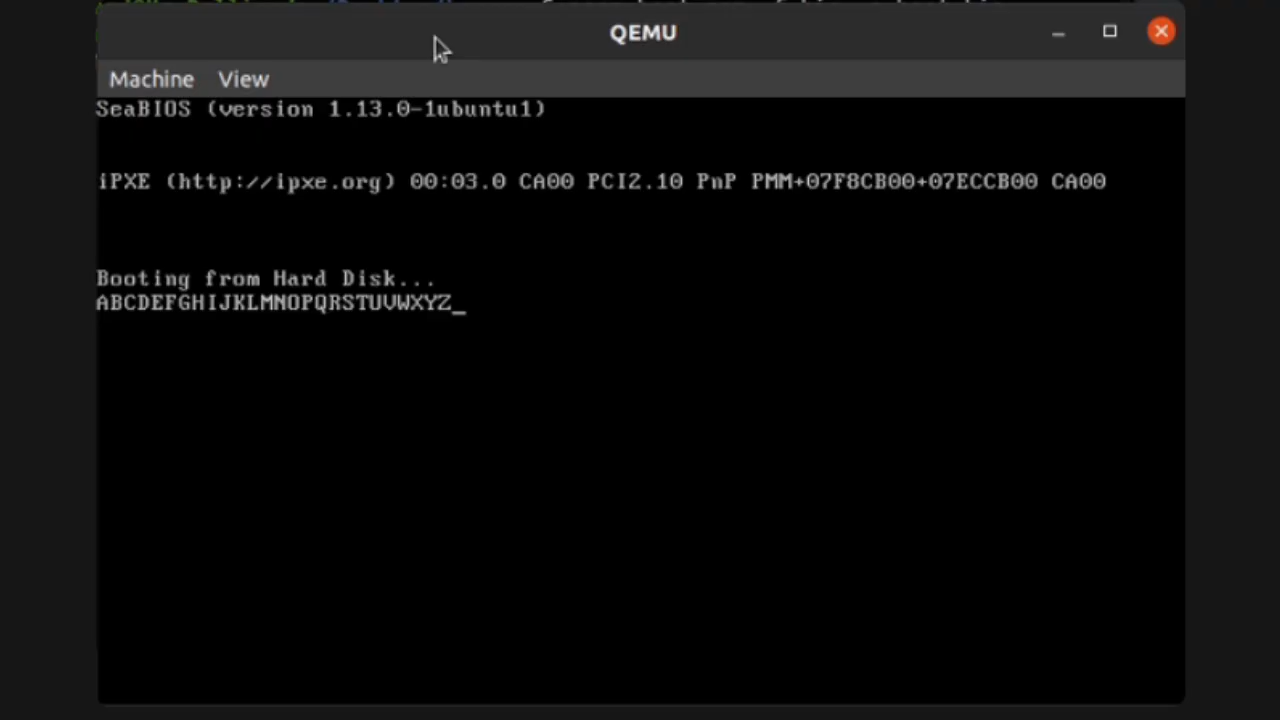 QEMU
Machine View
SeaBIOS (version 1.13.0-1ubuntu1)
iPXE (http://ipxe.org) 00:03.0 CA00 PCI2.10 PnP PMM+07F8CB00+07ECCB00 CA00
Booting from Hard Disk...
ABCDEFGHIJKLMNOPQRSTUVWXYZ_